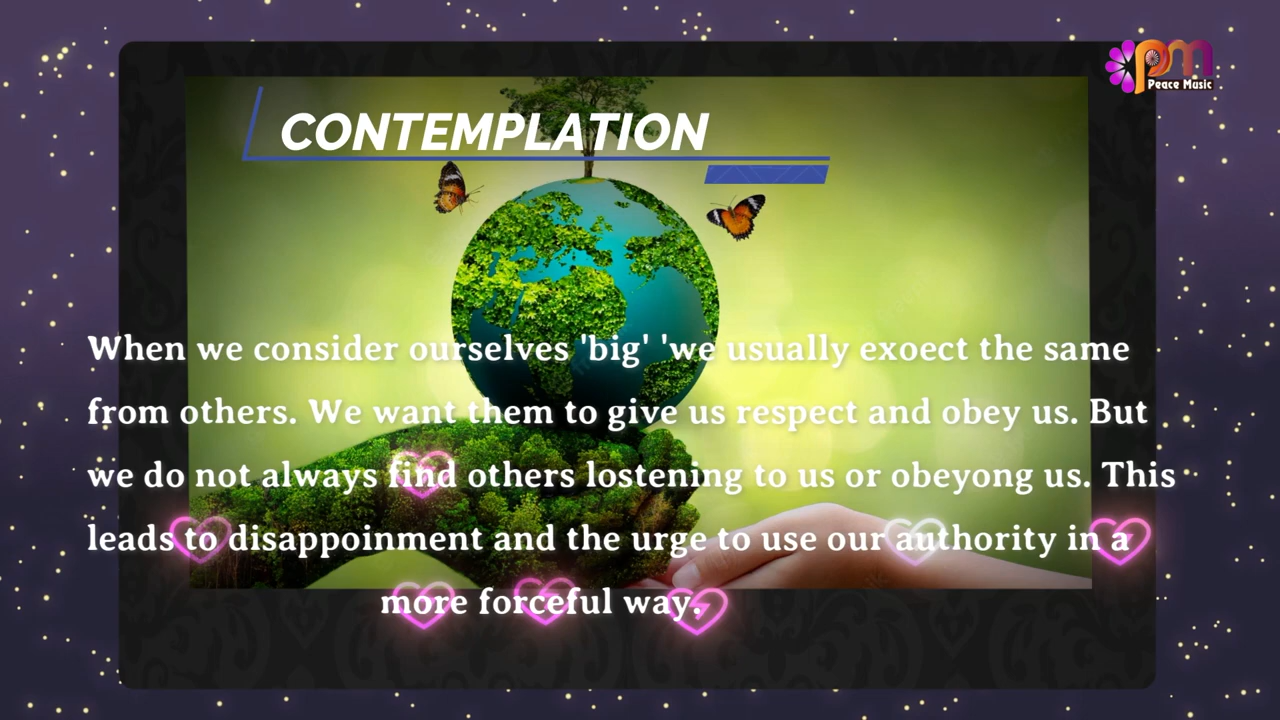 pm
Peace Music
CONTEMPLATION
When we consider ourselves 'big' 'we usually exoect the same
from others. We want them to give us respect and obey us. But
we do not always find others lostening to us or obeyong us. This
leads to disappoinment and the urge to use our authority in a
more forceful way.